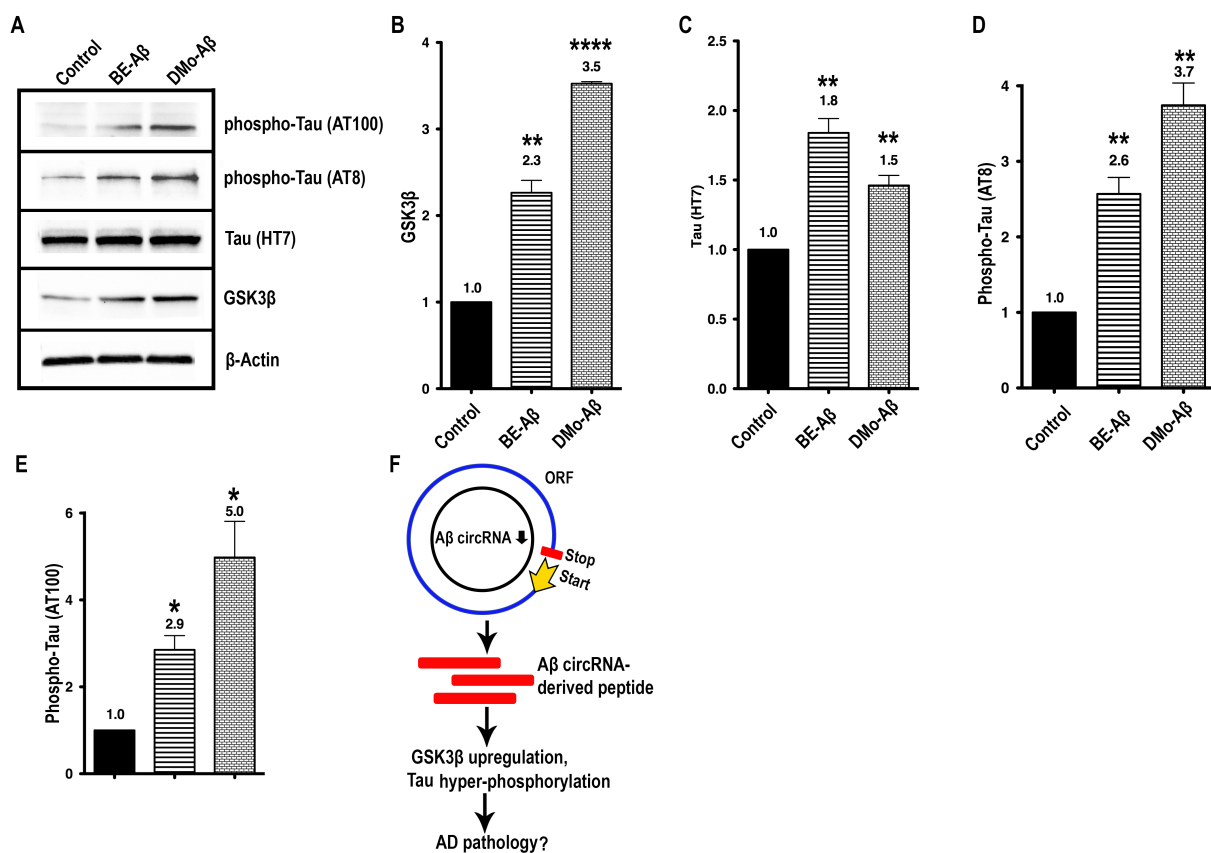 A
Control
BE-Aβ
DMo-Aβ
phospho-Tau (AT100)
phospho-Tau (AT8)
Tau (HT7)
GSK3β
β-Actin
B
GSK3β
4
3
2
1
0
1.0
**
2.3
****
3.5
Control
BE-Aβ
DMo-Aβ
C
Tau (HT7)
2.5
2.0
1.5
1.0
0.5
0.0
1.0
**
1.8
**
1.5
Control
BE-Aβ
DMo-Aβ
D
Phospho-Tau (AT8)
4
3
2
1
0
1.0
**
2.6
**
3.7
Control
BE-Aβ
DMo-Aβ
E
Phospho-Tau (AT100)
6
4
2
0
1.0
*
2.9
*
5.0
F
ORF
Aβ circRNA
Stop
Start
Aβ circRNA-
derived peptide
GSK3β upregulation,
Tau hyper-phosphorylation
AD pathology?